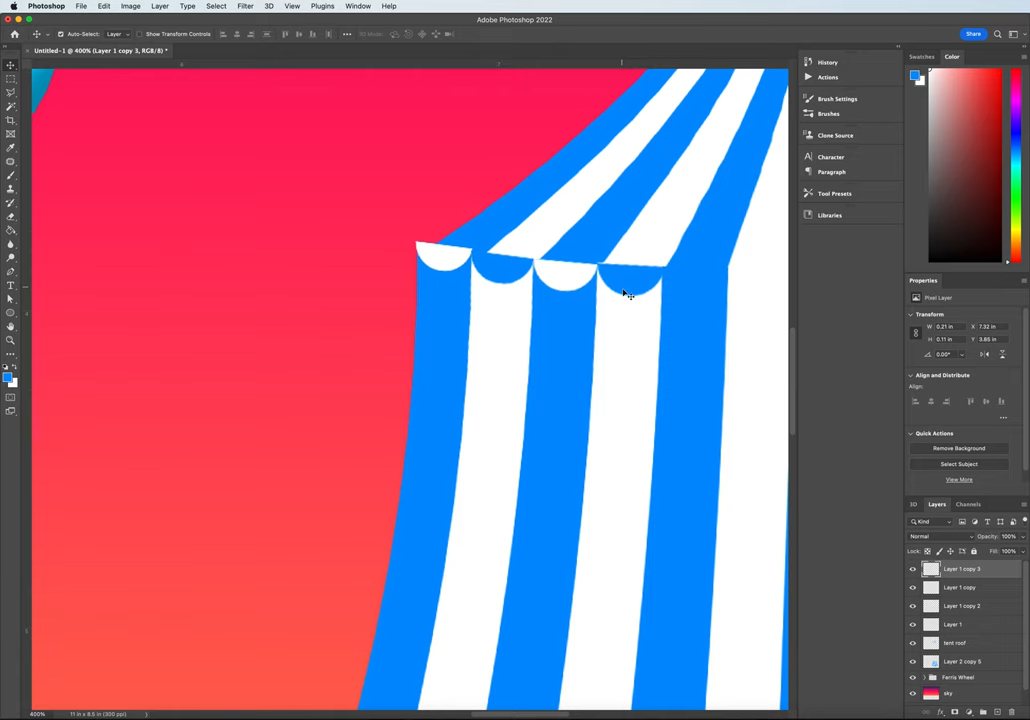 Photoshop File Edit Image Layer Type Select Filter 3D View Plugins Window Help
Adobe Photoshop 2022
Auto-Select: Layer Show Transform Controls 3D Mode: Share
Untitled-1 @ 400% (Layer 1 copy 3, RGB/8) *
History
Actions
Brush Settings
Brushes
Clone Source
Character
Paragraph
Tool Presets
Libraries
Swatches Color
Properties
Pixel Layer
Transform
W 0.21 in X 7.32 in
H 0.11 in Y 3.85 in
0.00°
Align and Distribute
Align:
Quick Actions
Remove Background
Select Subject
View More
3D Layers Channels
Kind
Normal Opacity: 100%
Lock: Fill: 100%
Layer 1 copy 3
Layer 1 copy
Layer 1 copy 2
Layer 1
tent roof
Layer 2 copy 5
Ferris Wheel
sky
400% 11 in x 8.5 in (300 ppi)